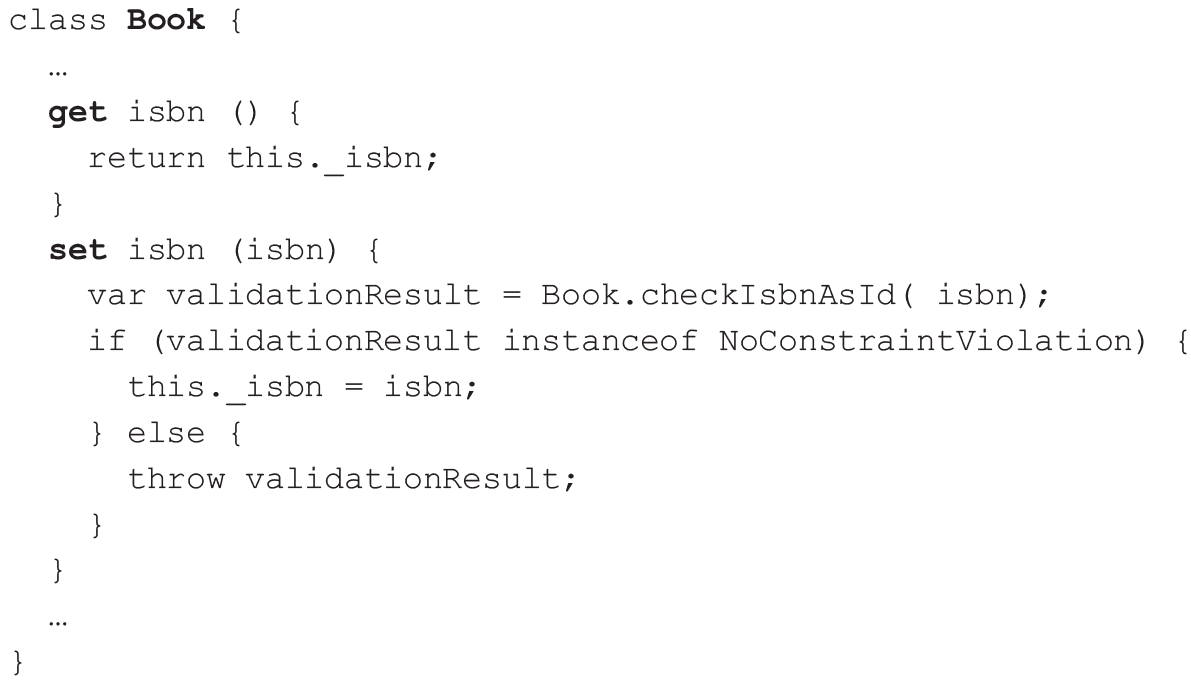 class Book {
  …
  get isbn () {
    return this._isbn;
  }
  set isbn (isbn) {
    var validationResult = Book.checkIsbnAsId( isbn);
    if (validationResult instanceof NoConstraintViolation) {
      this._isbn = isbn;
    } else {
      throw validationResult;
    }
  }
  …
}